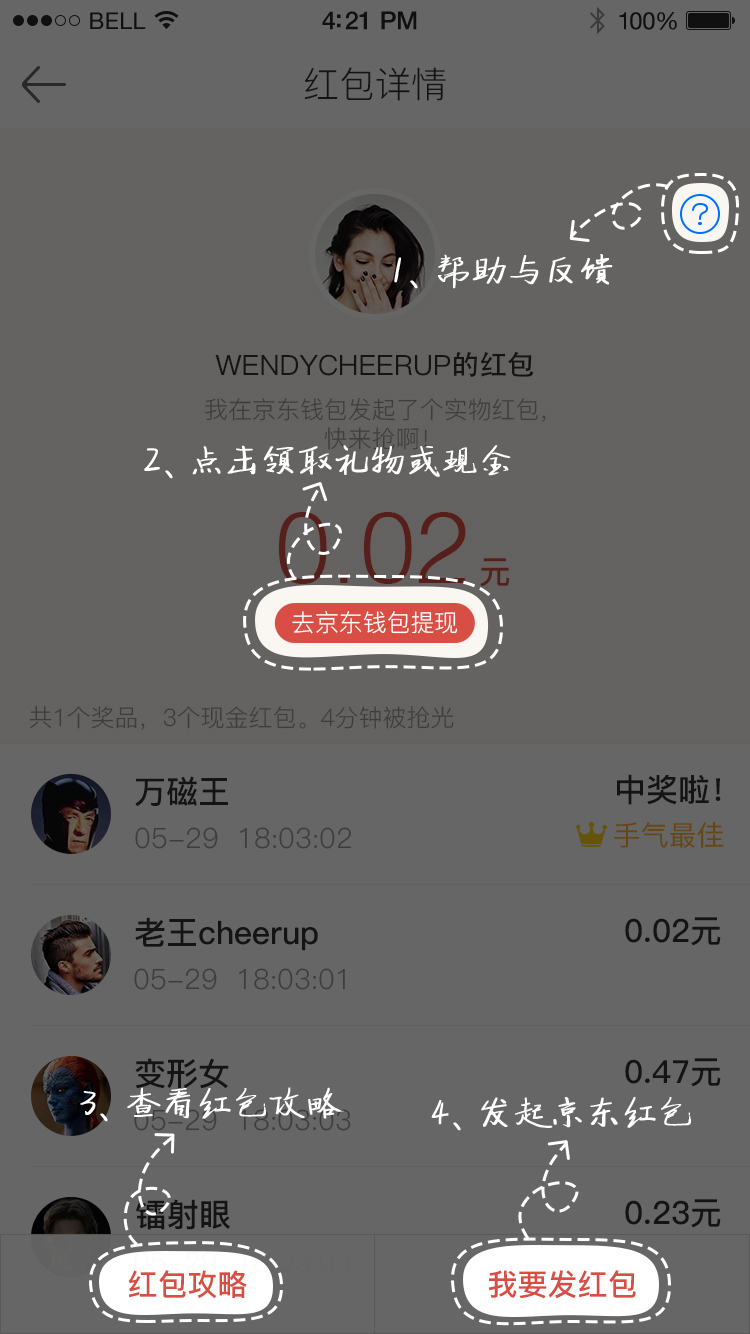 BELL 4:21 PM 100%
红包详情
?
1、帮助与反馈
WENDYCHEERUP的红包
我在京东钱包发起了个实物红包,
快来抢啊!
2、点击领取礼物或现金
0.02元
去京东钱包提现
共1个奖品，3个现金红包。4分钟被抢光
万磁王 中奖啦!
05-29 18:03:02 手气最佳
老王cheerup 0.02元
05-29 18:03:01
变形女 0.47元
3、查看红包攻略
4、发起京东红包
05-29 18:03:03
镭射眼 0.23元
红包攻略 我要发红包